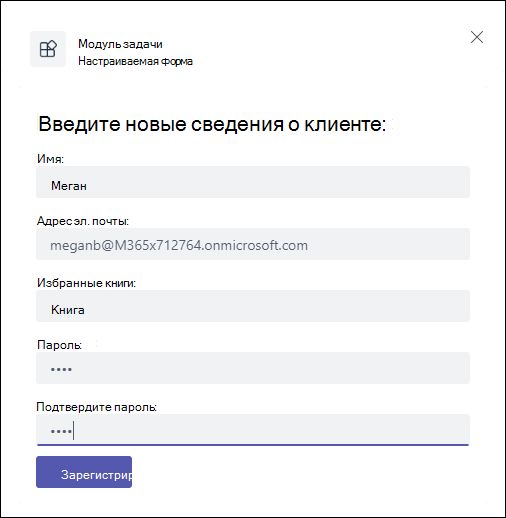 Модуль задачи
Настраиваемая форма
Введите новые сведения о клиенте:
Имя:
Меган
Адрес эл. почты:
meganb@M365x712764.onmicrosoft.com
Избранные книги:
Книга
Пароль:
••••
Подтвердите пароль:
••••
Зарегистрир